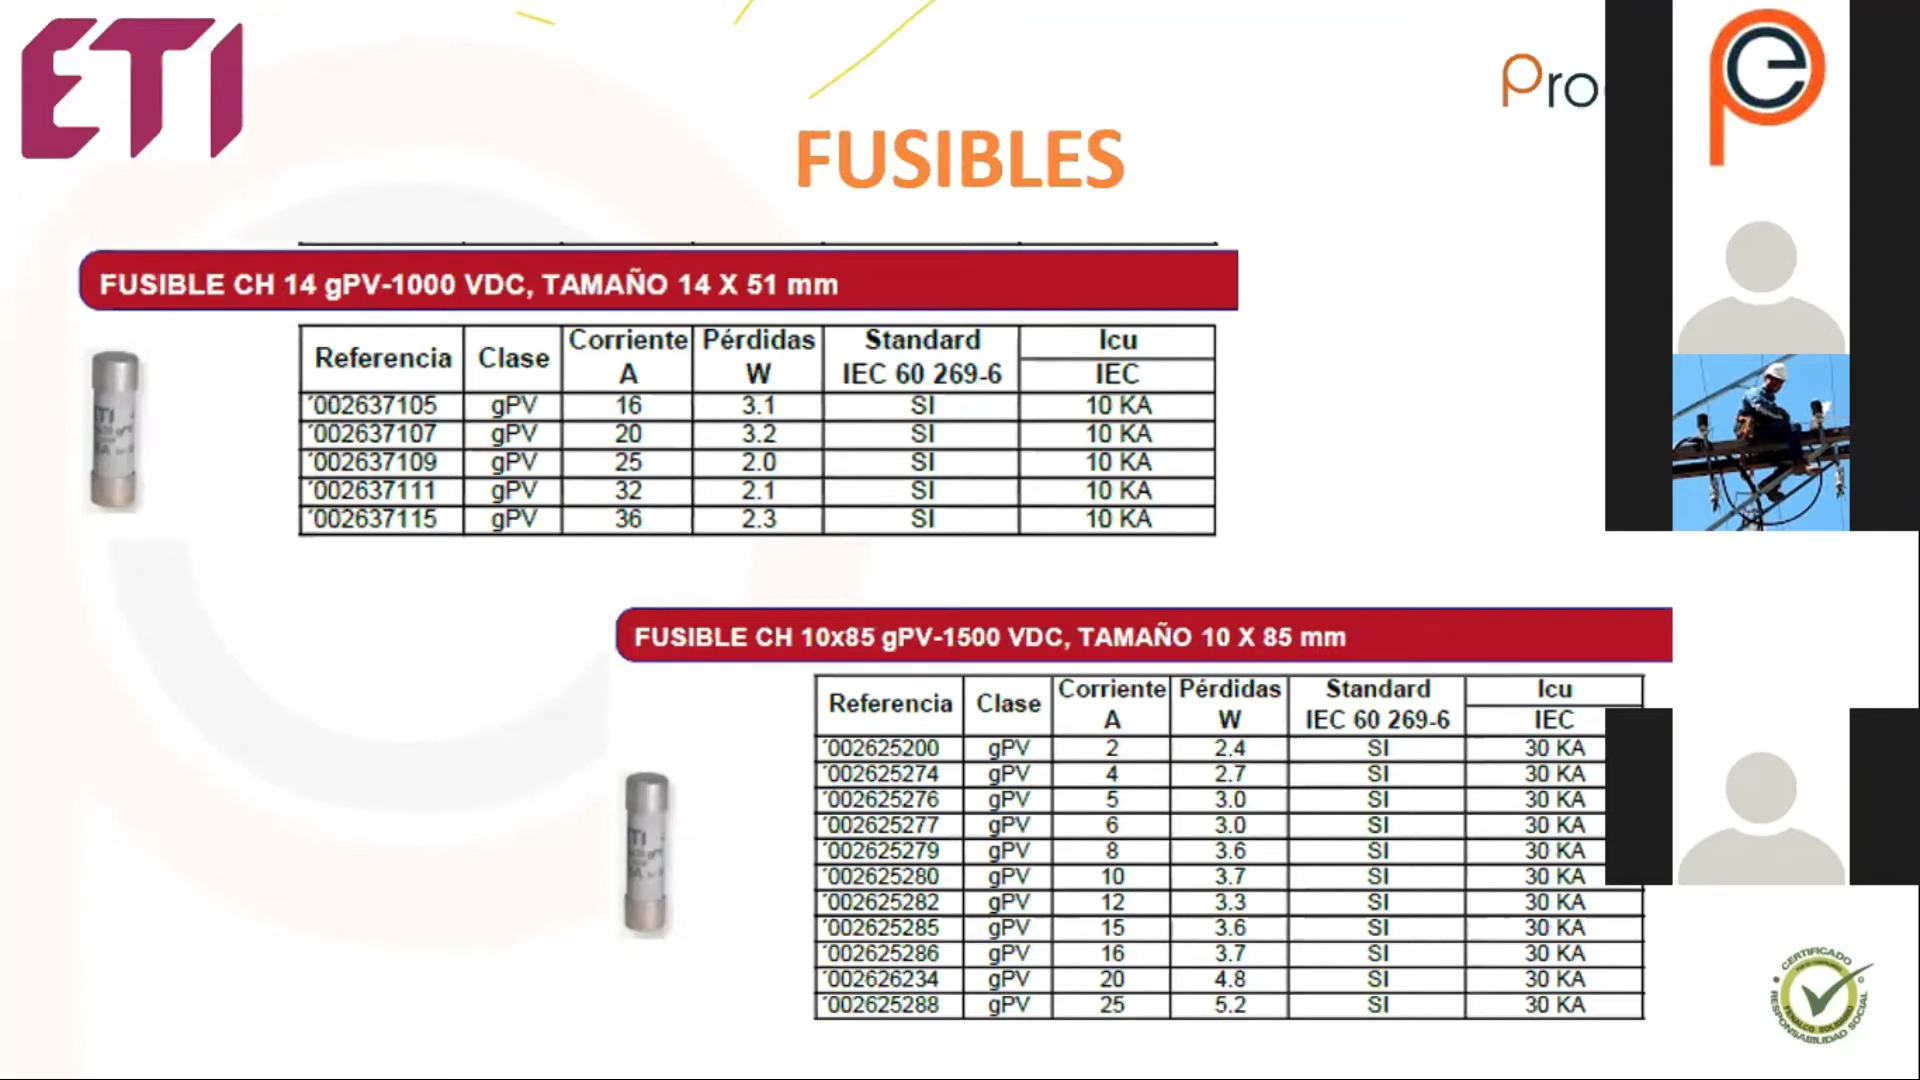 ETI
Pro
FUSIBLES
FUSIBLE CH 14 gPV-1000 VDC, TAMAÑO 14 X 51 mm
Referencia Clase Corriente A Pérdidas W Standard IEC 60 269-6 Icu IEC
´002637105 gPV 16 3.1 SI 10 KA
´002637107 gPV 20 3.2 SI 10 KA
´002637109 gPV 25 2.0 SI 10 KA
´002637111 gPV 32 2.1 SI 10 KA
´002637115 gPV 36 2.3 SI 10 KA
FUSIBLE CH 10x85 gPV-1500 VDC, TAMAÑO 10 X 85 mm
Referencia Clase Corriente A Pérdidas W Standard IEC 60 269-6 Icu IEC
´002625200 gPV 2 2.4 SI 30 KA
´002625274 gPV 4 2.7 SI 30 KA
´002625276 gPV 5 3.0 SI 30 KA
´002625277 gPV 6 3.0 SI 30 KA
´002625279 gPV 8 3.6 SI 30 KA
´002625280 gPV 10 3.7 SI 30 KA
´002625282 gPV 12 3.3 SI 30 KA
´002625285 gPV 15 3.6 SI 30 KA
´002625286 gPV 16 3.7 SI 30 KA
´002626234 gPV 20 4.8 SI 30 KA
´002625288 gPV 25 5.2 SI 30 KA
CERTIFICADO
FENALCO SOLIDARIO
RESPONSABILIDAD SOCIAL